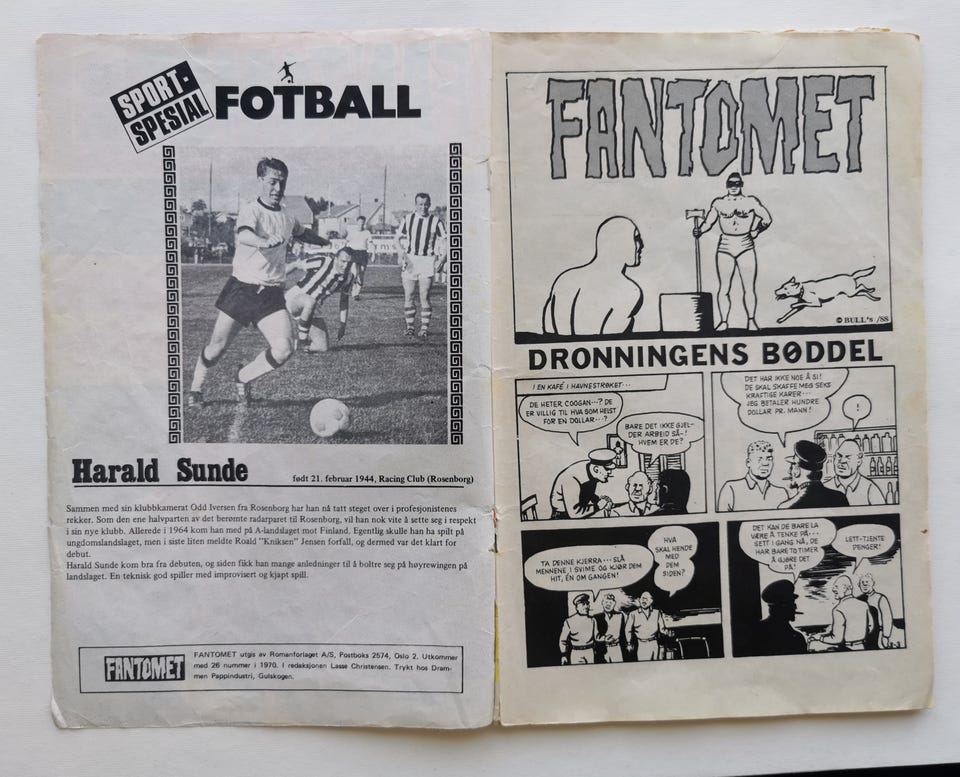 SPORT-
SPESIAL
FOTBALL
Harald Sunde
født 21. februar 1944, Racing Club (Rosenborg)
Sammen med sin klubbkamerat Odd Iversen fra Rosenborg har han nå tatt steget over i profesjonistenes
rekker. Som den ene halvparten av det berømte radarparet til Rosenborg, vil han nok vite å sette seg i respekt
i sin nye klubb. Allerede i 1964 kom han med på A-landslaget mot Finland. Egentlig skulle han ha spilt på
ungdomslandslaget, men i siste liten meldte Roald "Kniksen" Jensen forfall, og dermed var det klart for
debut.
Harald Sunde kom bra fra debuten, og siden fikk han mange anledninger til å boltre seg på høyrewingen på
landslaget. En teknisk god spiller med improvisert og kjapt spill.
FANTOMET
FANTOMET utgis av Romanforlaget A/S, Postboks 2574, Oslo 2. Utkommer
med 26 nummer i 1970. I redaksjonen Lasse Christensen. Trykt hos Dram-
men Pappindustri, Gulskogen.
FANTOMET
© BULL's /SS
DRONNINGENS BØDDEL
I EN KAFÉ I HAVNESTRØKET...
DE HETER COOGAN...? DE
ER VILLIG TIL HVA SOM HELST
FOR EN DOLLAR...?
BARE DET IKKE GJEL-
DER ARBEID SÅ-!
HVEM ER DE?
DET HAR IKKE NOE Å SI!
DE SKAL SKAFFE MEG SEKS
KRAFTIGE KARER...
JEG BETALER HUNDRE
DOLLAR PR. MANN!
!
TA DENNE KJERRA... SLÅ
MENNENE I SVIME OG KJØR DEM
HIT, ÉN OM GANGEN!
HVA
SKAL HENDE
MED
DEM
SIDEN?
DET KAN DE BARE LA
VÆRE Å TENKE PÅ...
SETT I GANG NÅ, DE
HAR BARE TO TIMER
Å GJØRE DET
PÅ!
LETT-TJENTE
PENGER!